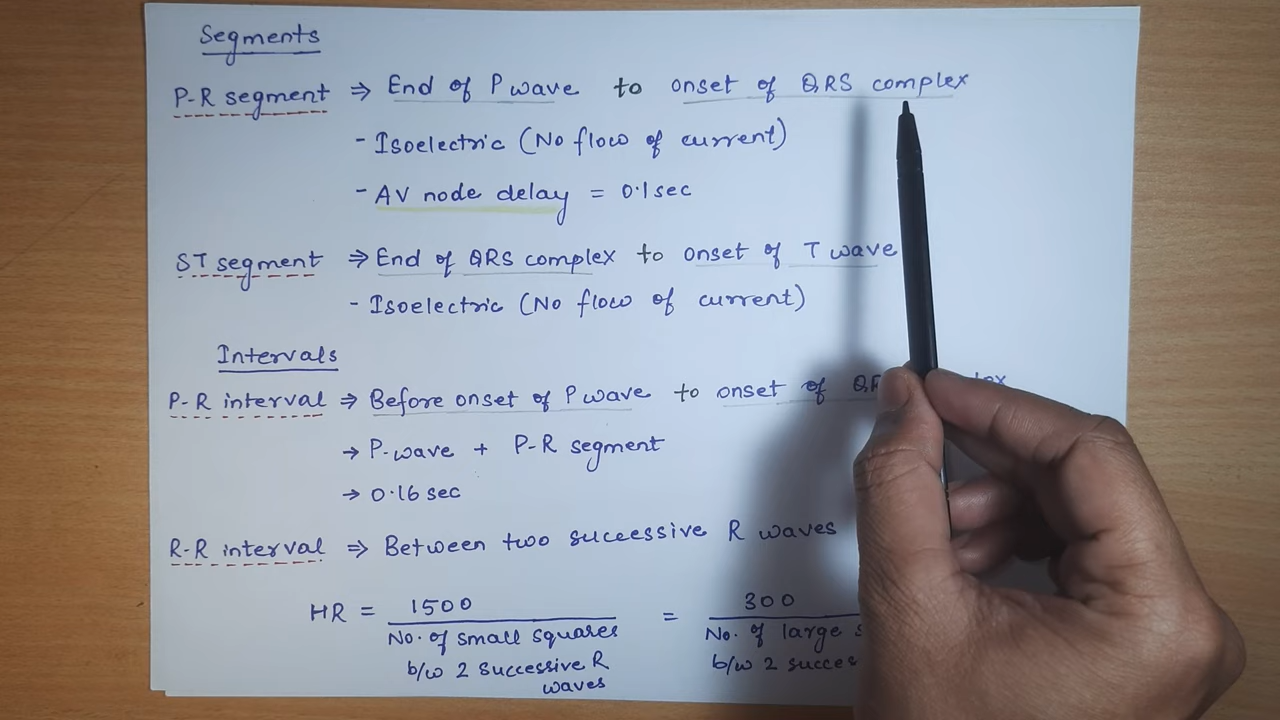 Segments
P-R segment ⇒ End of P wave to onset of QRS complex
- Isoelectric (No flow of current)
- AV node delay = 0.1 sec
ST segment ⇒ End of QRS complex to onset of T wave
- Isoelectric (No flow of current)
Intervals
P-R interval ⇒ Before onset of P wave to onset of
→ P-wave + P-R segment
→ 0.16 sec
R-R interval ⇒ Between two successive R waves
HR = 1500 = 300
No. of small squares No. of large
b/w 2 successive R b/w 2
waves